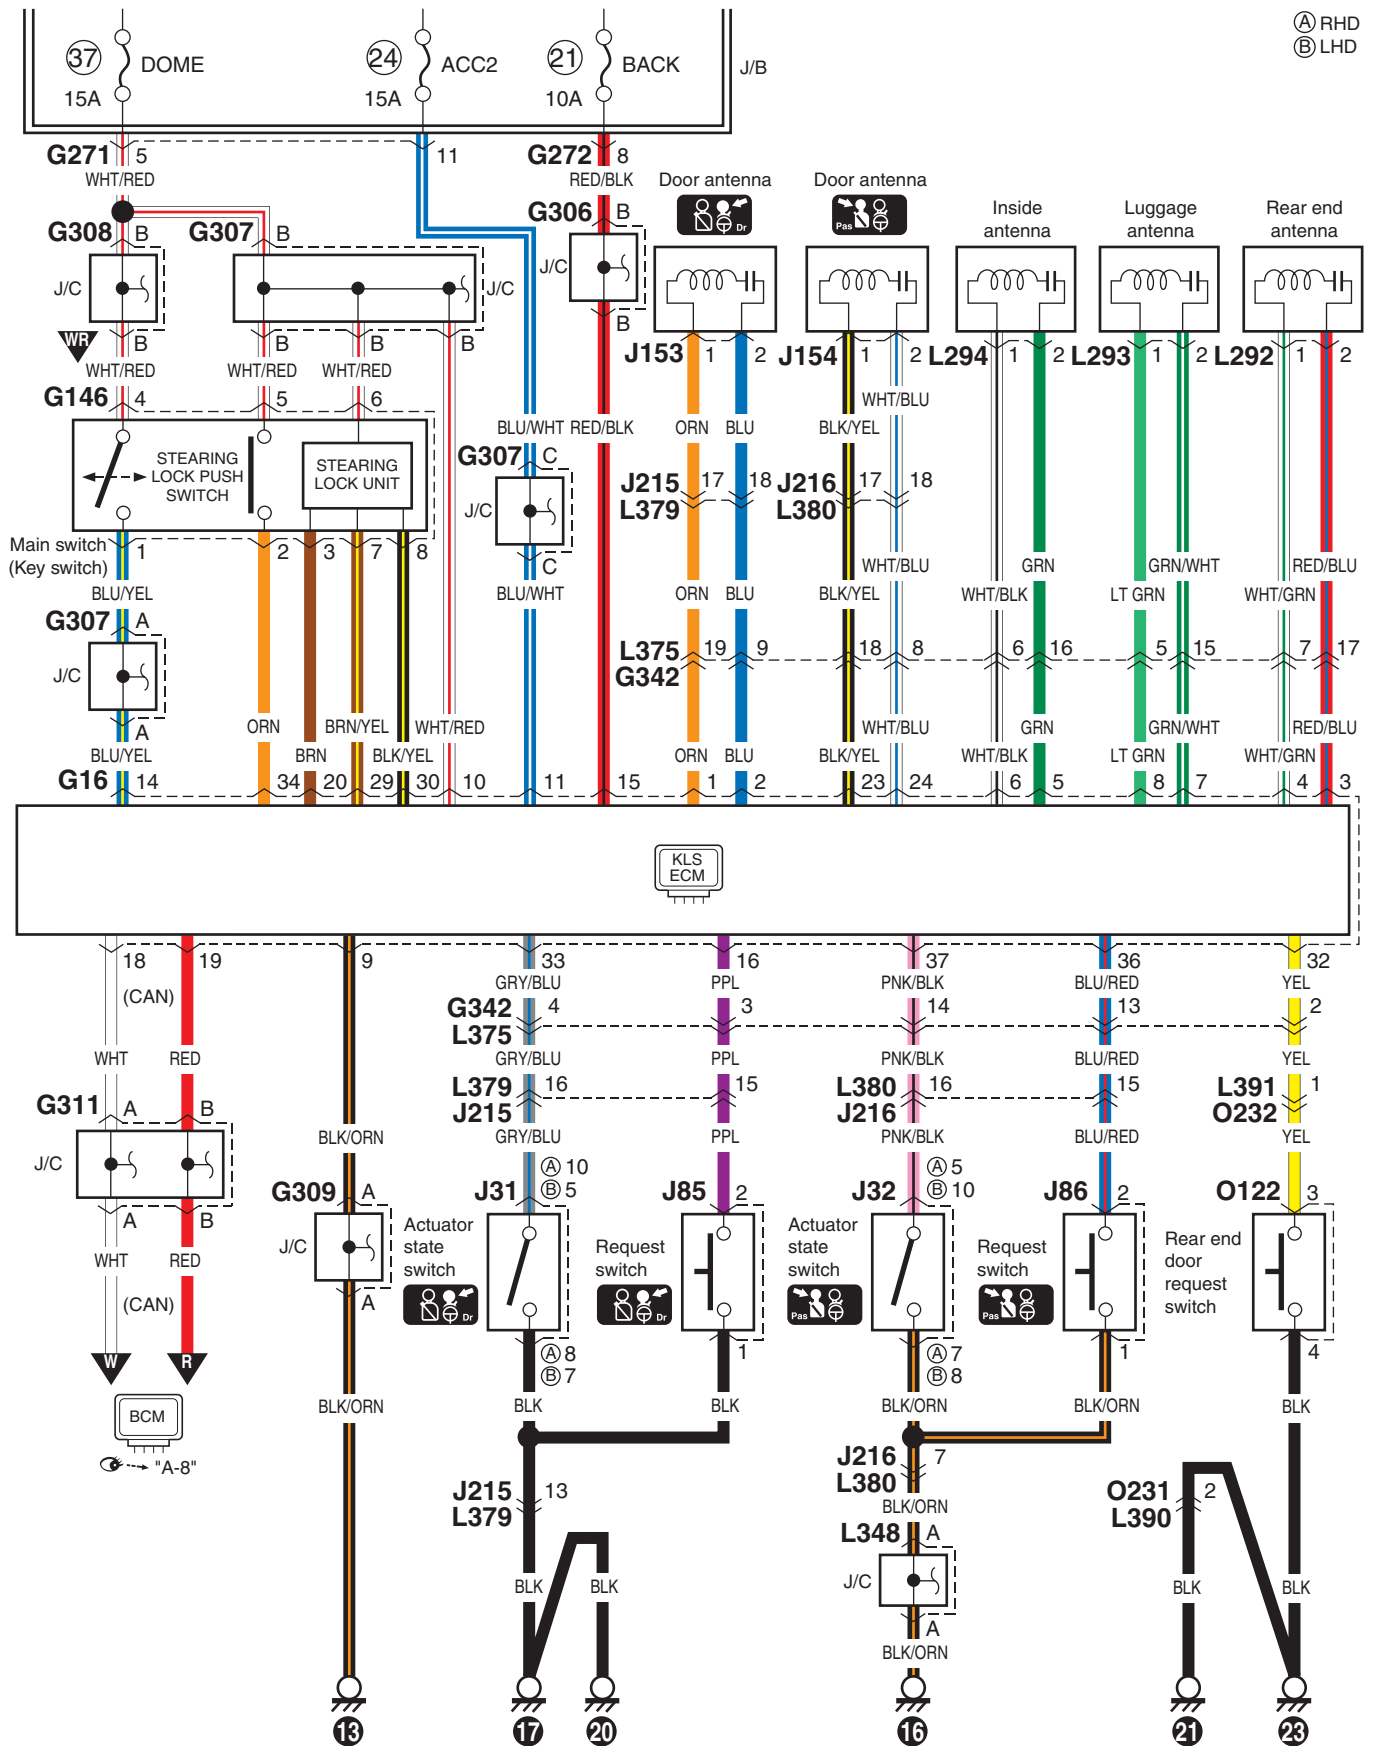 Ⓐ RHD
Ⓑ LHD
37 DOME 15A
24 ACC2 15A
21 BACK 10A
J/B
G271 5 11
G272 8
WHT/RED
RED/BLK
Door antenna
Dr
Door antenna
Pas
Inside antenna
Luggage antenna
Rear end antenna
G308 B
G307 B
G306 B
J/C
J/C
J/C
B B B B
B
WR
J153 1 2
J154 1 2
L294 1 2
L293 1 2
L292 1 2
WHT/RED WHT/RED WHT/RED
WHT/BLU
G146 4 5 6
BLU/WHT RED/BLK ORN BLU BLK/YEL
STEARING LOCK PUSH SWITCH
STEARING LOCK UNIT
G307 C
J/C
C
J215 17 18
L379
J216 17 18
L380
Main switch (Key switch)
1 2 3 7 8
BLU/YEL
BLU/WHT
WHT/BLU GRN GRN/WHT RED/BLU
ORN BLU BLK/YEL WHT/BLK LT GRN WHT/GRN
G307 A
J/C
A
L375 19 9 18 8 6 16 5 15 7 17
G342
ORN BRN/YEL WHT/RED
WHT/BLU GRN GRN/WHT RED/BLU
BLU/YEL BRN BLK/YEL
ORN BLU BLK/YEL WHT/BLK LT GRN WHT/GRN
G16 14 34 20 29 30 10 11 15 1 2 23 24 6 5 8 7 4 3
KLS ECM
18 19 9 33 16 37 36 32
(CAN)
GRY/BLU PPL PNK/BLK BLU/RED YEL
G342 4 3 14 13 2
L375
WHT RED
GRY/BLU PPL PNK/BLK BLU/RED YEL
L379 16 15
J215
L380 16 15
J216
L391 1
O232
G311 A B
BLK/ORN
GRY/BLU PPL PNK/BLK BLU/RED YEL
J/C
A B
G309 A
J/C
A
J31 Ⓐ 10 Ⓑ 5
J85 2
J32 Ⓐ 5 Ⓑ 10
J86 2
O122 3
WHT RED
(CAN)
Actuator state switch
Dr
Request switch
Dr
Actuator state switch
Pas
Request switch
Pas
Rear end door request switch
W R
Ⓐ 8 Ⓑ 7
1
Ⓐ 7 Ⓑ 8
1
4
BCM
"A-8"
BLK/ORN
BLK BLK BLK/ORN BLK/ORN BLK
J216 7
L380
J215 13
L379
O231 2
L390
BLK/ORN
L348 A
J/C
A
BLK BLK BLK BLK
BLK/ORN
13 17 20 16 21 23